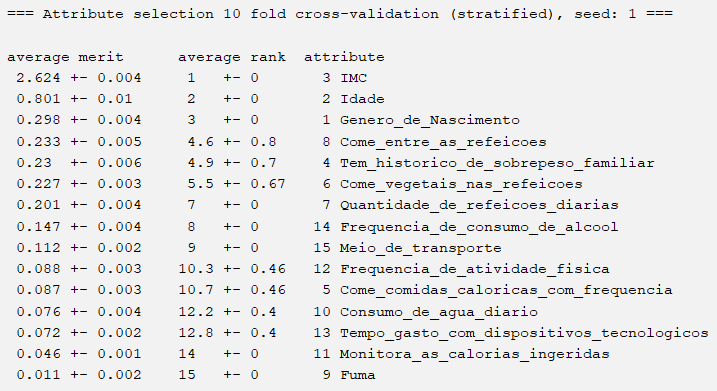 === Attribute selection 10 fold cross-validation (stratified), seed: 1 ===
average merit average rank attribute
2.624 +- 0.004 1 +- 0 3 IMC
0.801 +- 0.01 2 +- 0 2 Idade
0.298 +- 0.004 3 +- 0 1 Genero_de_Nascimento
0.233 +- 0.005 4.6 +- 0.8 8 Come_entre_as_refeicoes
0.23 +- 0.006 4.9 +- 0.7 4 Tem_historico_de_sobrepeso_familiar
0.227 +- 0.003 5.5 +- 0.67 6 Come_vegetais_nas_refeicoes
0.201 +- 0.004 7 +- 0 7 Quantidade_de_refeicoes_diarias
0.147 +- 0.004 8 +- 0 14 Frequencia_de_consumo_de_alcool
0.112 +- 0.002 9 +- 0 15 Meio_de_transporte
0.088 +- 0.003 10.3 +- 0.46 12 Frequencia_de_atividade_fisica
0.087 +- 0.003 10.7 +- 0.46 5 Come_comidas_caloricas_com_frequencia
0.076 +- 0.004 12.2 +- 0.4 10 Consumo_de_agua_diario
0.072 +- 0.002 12.8 +- 0.4 13 Tempo_gasto_com_dispositivos_tecnologicos
0.046 +- 0.001 14 +- 0 11 Monitora_as_calorias_ingeridas
0.011 +- 0.002 15 +- 0 9 Fuma